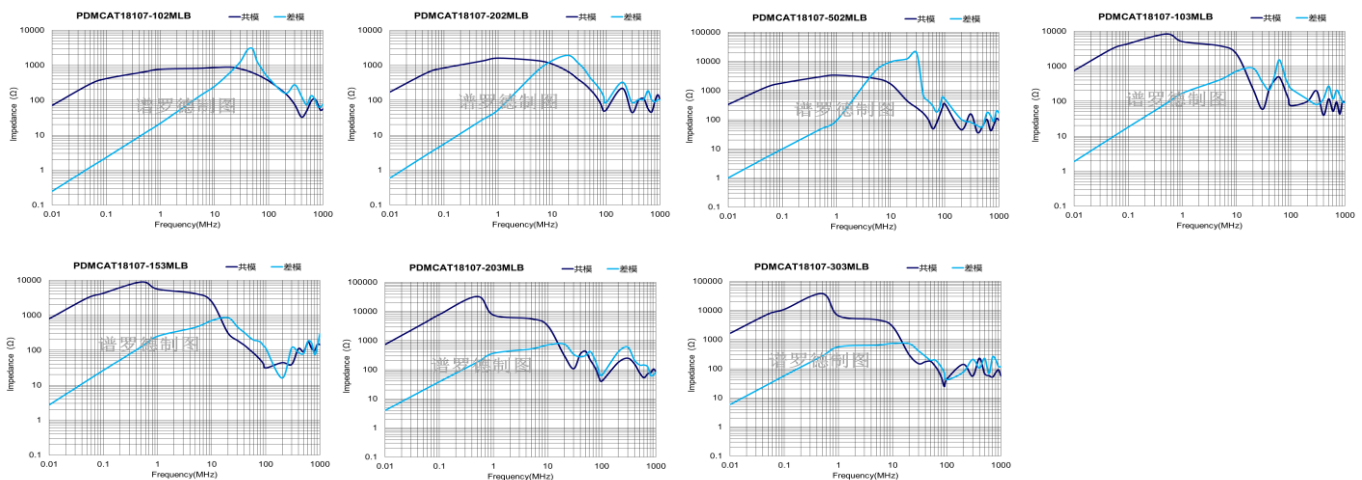 PDMCAT18107-102MLB 共模 差模
10000
1000
100
10
1
0.1
Impedance (Ω)
谱罗德制图
0.01 0.1 1 10 100 1000
Frequency(MHz)
PDMCAT18107-202MLB 共模 差模
10000
1000
100
10
1
0.1
Impedance (Ω)
谱罗德制图
0.01 0.1 1 10 100 1000
Frequency(MHz)
PDMCAT18107-502MLB 共模 差模
100000
10000
1000
100
10
1
0.1
Impedance (Ω)
谱罗德制图
0.01 0.1 1 10 100 1000
Frequency(MHz)
PDMCAT18107-103MLB 共模 差模
10000
1000
100
10
1
0.1
Impedance (Ω)
谱罗德制图
0.01 0.1 1 10 100 1000
Frequency(MHz)
PDMCAT18107-153MLB 共模 差模
10000
1000
100
10
1
0.1
Impedance (Ω)
谱罗德制图
0.01 0.1 1 10 100 1000
Frequency(MHz)
PDMCAT18107-203MLB 共模 差模
100000
10000
1000
100
10
1
0.1
Impedance (Ω)
谱罗德制图
0.01 0.1 1 10 100 1000
Frequency(MHz)
PDMCAT18107-303MLB 共模 差模
100000
10000
1000
100
10
1
0.1
Impedance (Ω)
谱罗德制图
0.01 0.1 1 10 100 1000
Frequency(MHz)